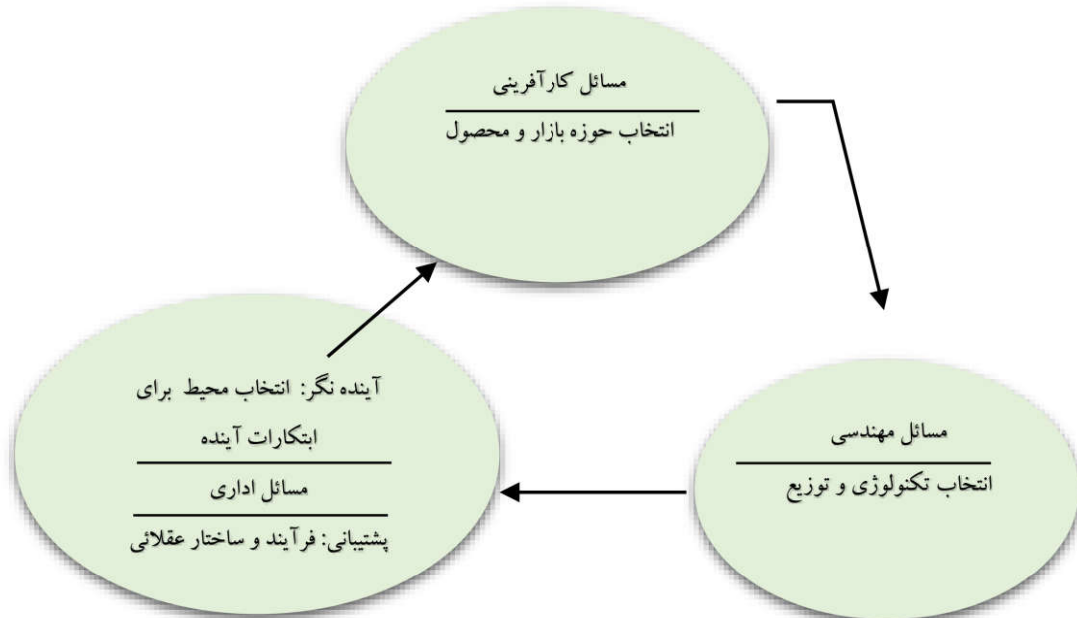 مسائل کارآفرینی
انتخاب حوزه بازار و محصول
مسائل مهندسی
انتخاب تکنولوژی و توزیع
آینده نگر: انتخاب محیط برای
ابتکارات آینده
مسائل اداری
پشتیبانی: فرآیند و ساختار عقلائی